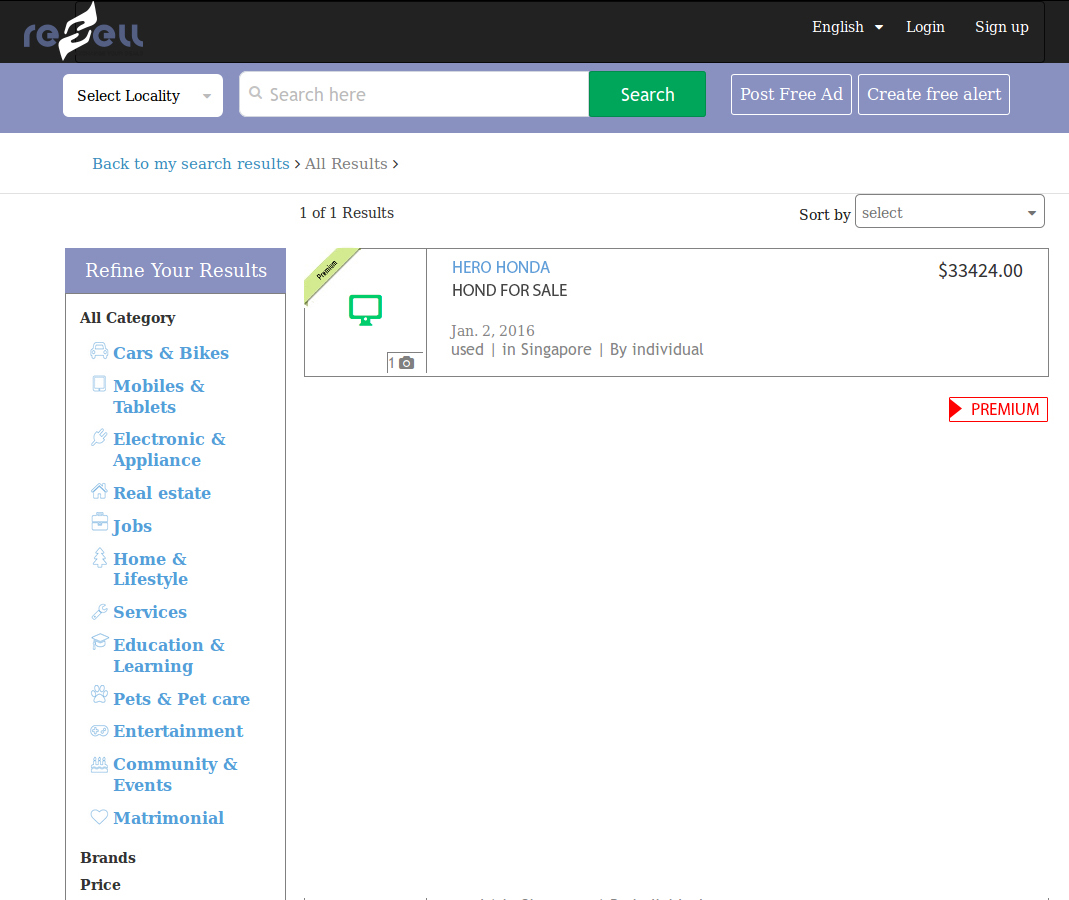 resell
English
Login
Sign up
Select Locality
Search here
Search
Post Free Ad
Create free alert
Back to my search results > All Results >
1 of 1 Results
Sort by
select
Refine Your Results
All Category
Cars & Bikes
Mobiles &
Tablets
Electronic &
Appliance
Real estate
Jobs
Home &
Lifestyle
Services
Education &
Learning
Pets & Pet care
Entertainment
Community &
Events
Matrimonial
Brands
Price
Premium
1
HERO HONDA
$33424.00
HOND FOR SALE
Jan. 2, 2016
used | in Singapore | By individual
PREMIUM